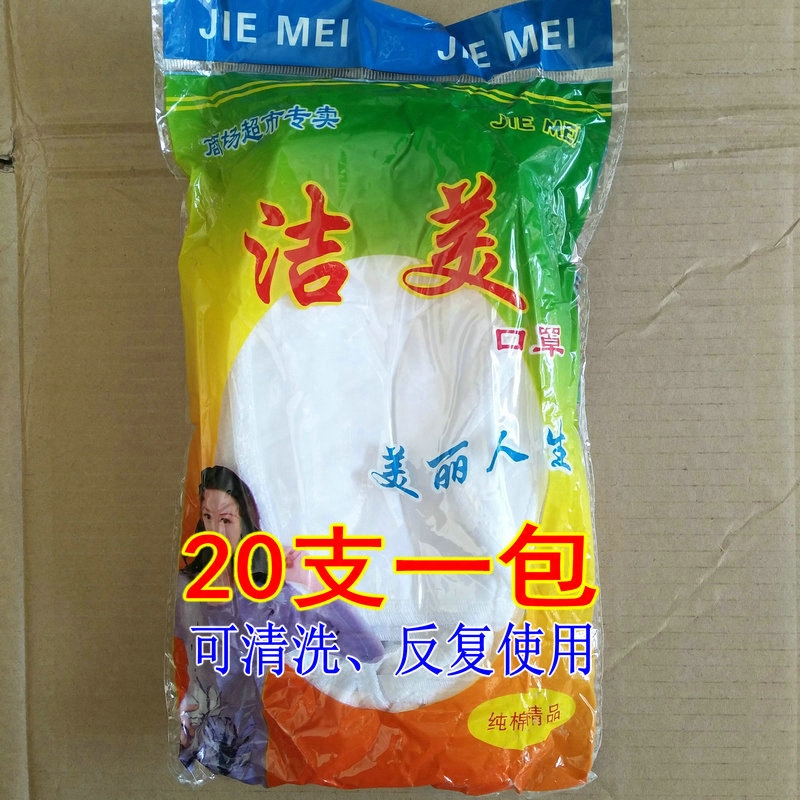 JIE MEI JIE MEI
商场超市专卖 JIE MEI
洁美
口罩
美丽人生
20支一包
可清洗、反复使用
纯棉精品